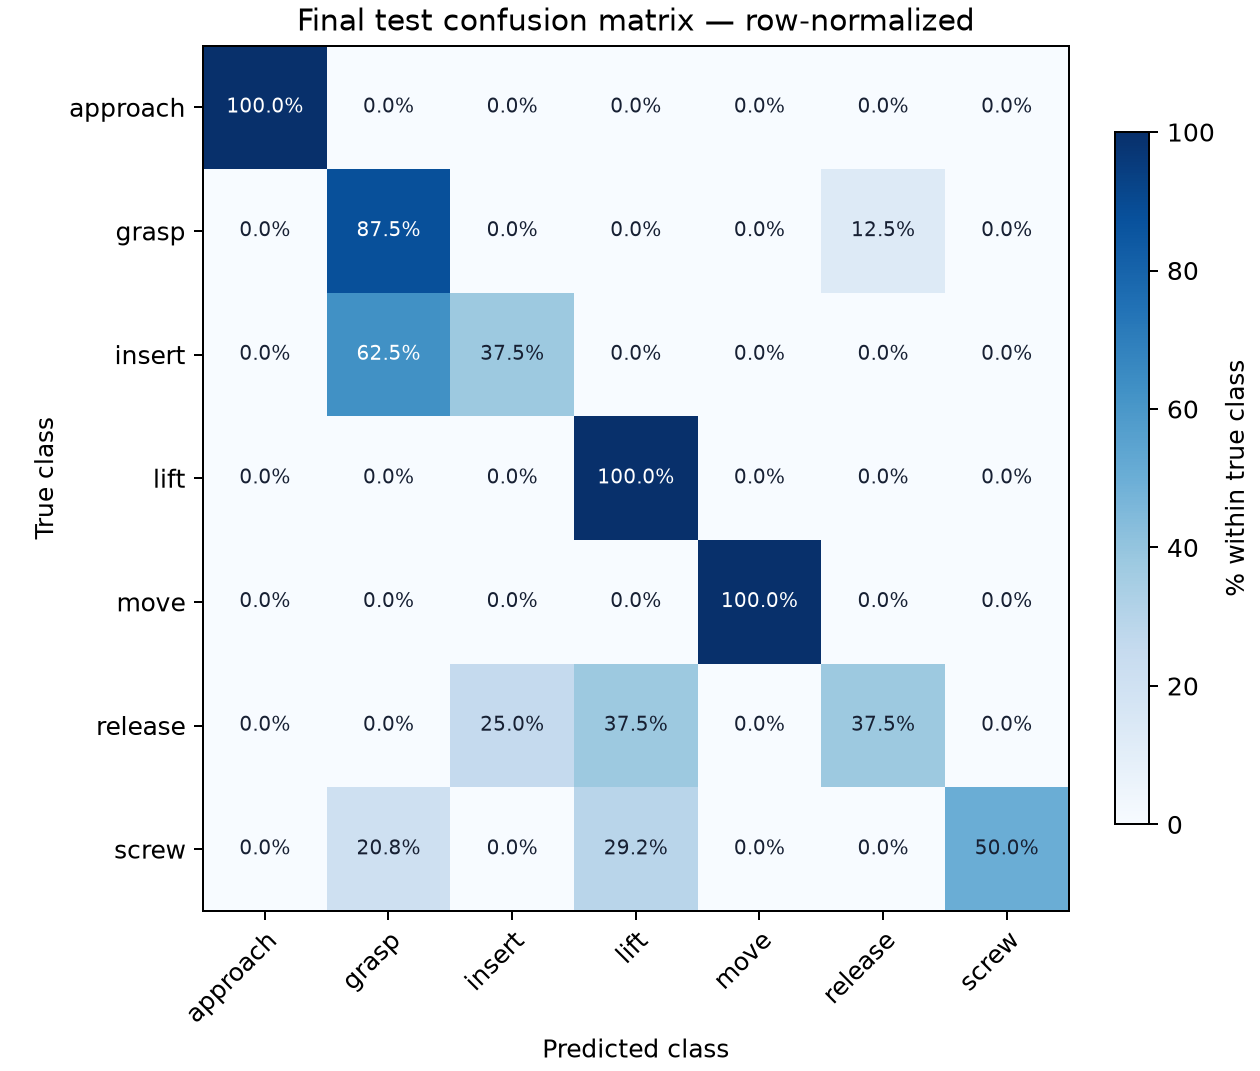 Final test confusion matrix — row-normalized
approach 100.0% 0.0% 0.0% 0.0% 0.0% 0.0% 0.0%
grasp 0.0% 87.5% 0.0% 0.0% 0.0% 12.5% 0.0%
insert 0.0% 62.5% 37.5% 0.0% 0.0% 0.0% 0.0%
lift 0.0% 0.0% 0.0% 100.0% 0.0% 0.0% 0.0%
move 0.0% 0.0% 0.0% 0.0% 100.0% 0.0% 0.0%
release 0.0% 0.0% 25.0% 37.5% 0.0% 37.5% 0.0%
screw 0.0% 20.8% 0.0% 29.2% 0.0% 0.0% 50.0%
approach grasp insert lift move release screw
Predicted class
True class
100
80
60
40
20
0
% within true class